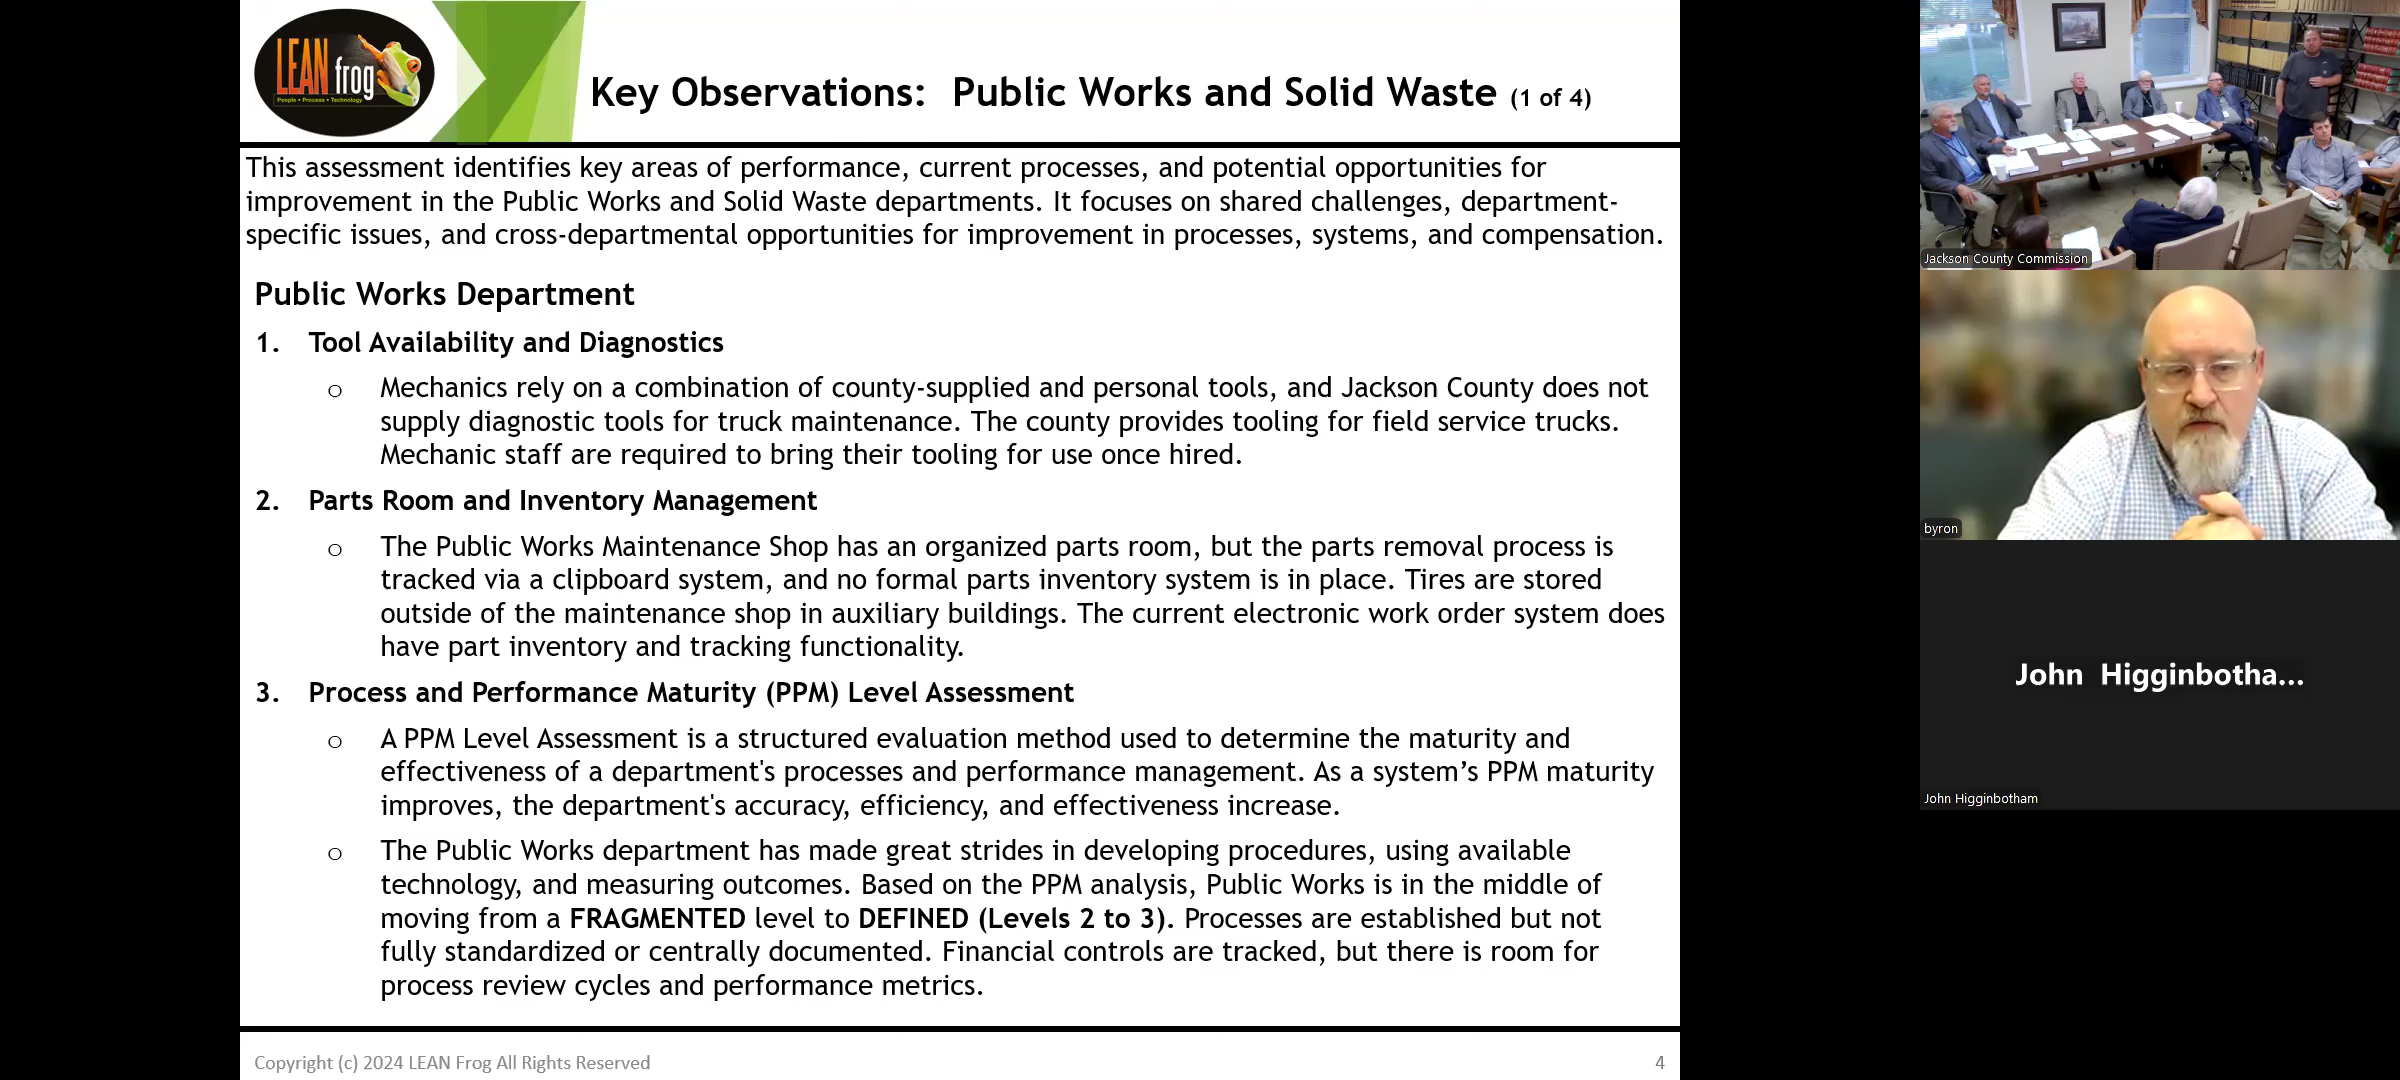 LEAN frog
People • Process • Technology
Key Observations:  Public Works and Solid Waste (1 of 4)
This assessment identifies key areas of performance, current processes, and potential opportunities for
improvement in the Public Works and Solid Waste departments. It focuses on shared challenges, department-
specific issues, and cross-departmental opportunities for improvement in processes, systems, and compensation.
Public Works Department
1. Tool Availability and Diagnostics
o Mechanics rely on a combination of county-supplied and personal tools, and Jackson County does not
supply diagnostic tools for truck maintenance. The county provides tooling for field service trucks.
Mechanic staff are required to bring their tooling for use once hired.
2. Parts Room and Inventory Management
o The Public Works Maintenance Shop has an organized parts room, but the parts removal process is
tracked via a clipboard system, and no formal parts inventory system is in place. Tires are stored
outside of the maintenance shop in auxiliary buildings. The current electronic work order system does
have part inventory and tracking functionality.
3. Process and Performance Maturity (PPM) Level Assessment
o A PPM Level Assessment is a structured evaluation method used to determine the maturity and
effectiveness of a department's processes and performance management. As a system’s PPM maturity
improves, the department's accuracy, efficiency, and effectiveness increase.
o The Public Works department has made great strides in developing procedures, using available
technology, and measuring outcomes. Based on the PPM analysis, Public Works is in the middle of
moving from a FRAGMENTED level to DEFINED (Levels 2 to 3). Processes are established but not
fully standardized or centrally documented. Financial controls are tracked, but there is room for
process review cycles and performance metrics.
Copyright (c) 2024 LEAN Frog All Rights Reserved
4
Jackson County Commission
byron
John  Higginbotha...
John Higginbotham